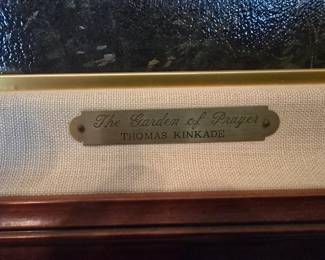 The Garden of Prayer
THOMAS KINKADE